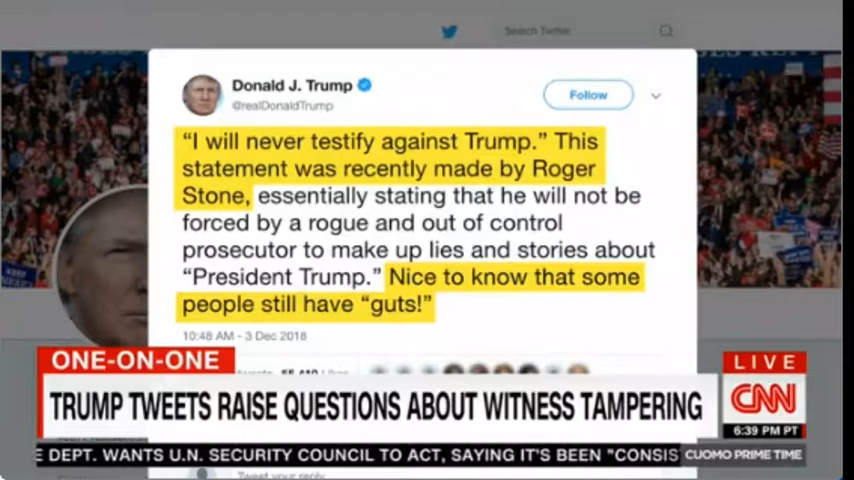 Search Twitter
Donald J. Trump
Follow
@realDonaldTrump
“I will never testify against Trump.” This
statement was recently made by Roger
Stone, essentially stating that he will not be
forced by a rogue and out of control
prosecutor to make up lies and stories about
“President Trump.” Nice to know that some
people still have “guts!”
10:48 AM - 3 Dec 2018
ONE-ON-ONE
LIVE
TRUMP TWEETS RAISE QUESTIONS ABOUT WITNESS TAMPERING
CNN
6:39 PM PT
E DEPT. WANTS U.N. SECURITY COUNCIL TO ACT, SAYING IT'S BEEN "CONSIS
CUOMO PRIME TIME
Tweet your reply